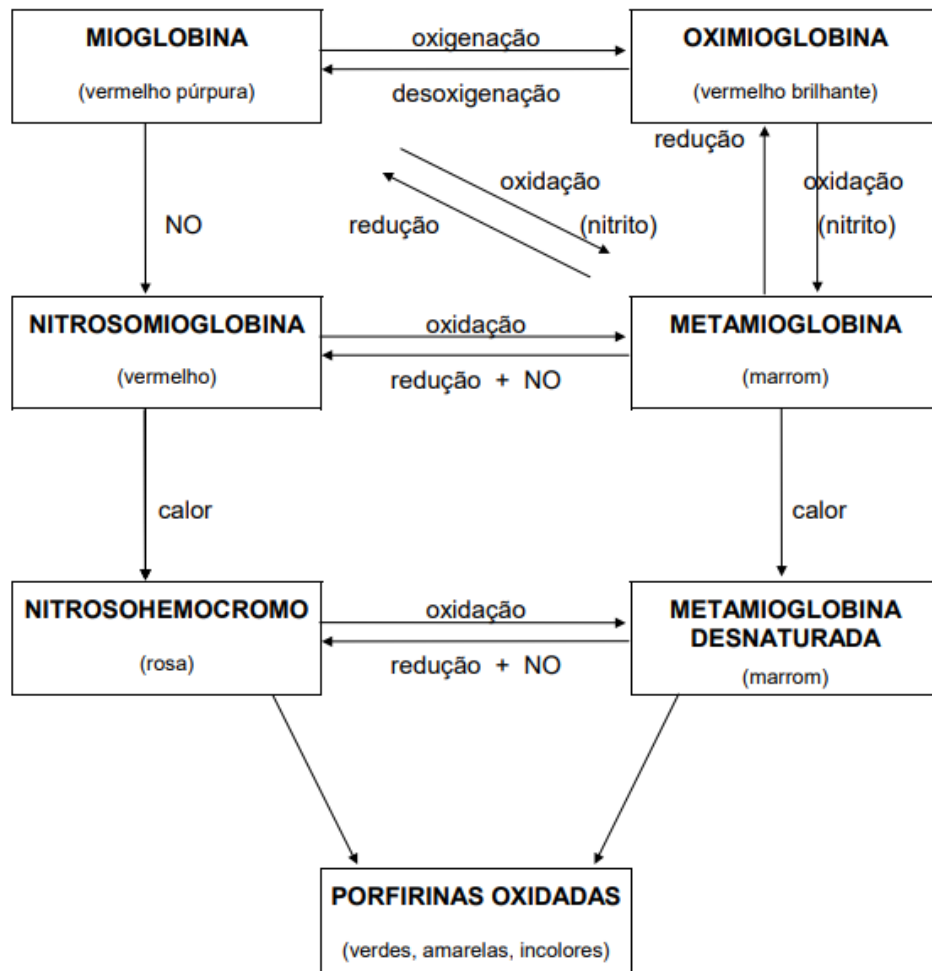 MIOGLOBINA
(vermelho púrpura)
oxigenação
desoxigenação
OXIMIOGLOBINA
(vermelho brilhante)
NO
redução
oxidação
(nitrito)
redução
oxidação
(nitrito)
NITROSOMIOGLOBINA
(vermelho)
oxidação
redução + NO
METAMIOGLOBINA
(marrom)
calor
calor
NITROSOHEMOCROMO
(rosa)
oxidação
redução + NO
METAMIOGLOBINA
DESNATURADA
(marrom)
PORFIRINAS OXIDADAS
(verdes, amarelas, incolores)